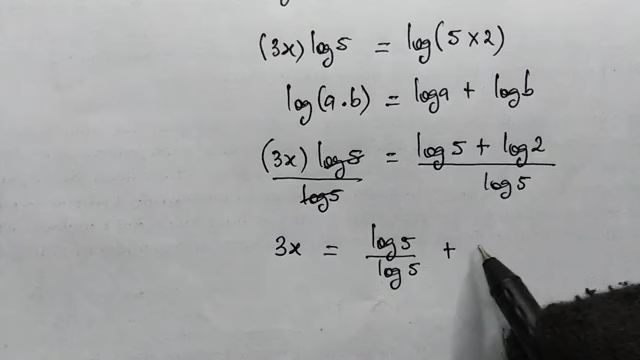 (3x) log5 = log(5×2)
log(a.b) = loga + logb
(3x) log5 / log5 = log5 + log2 / log5
3x = log5 / log5 +